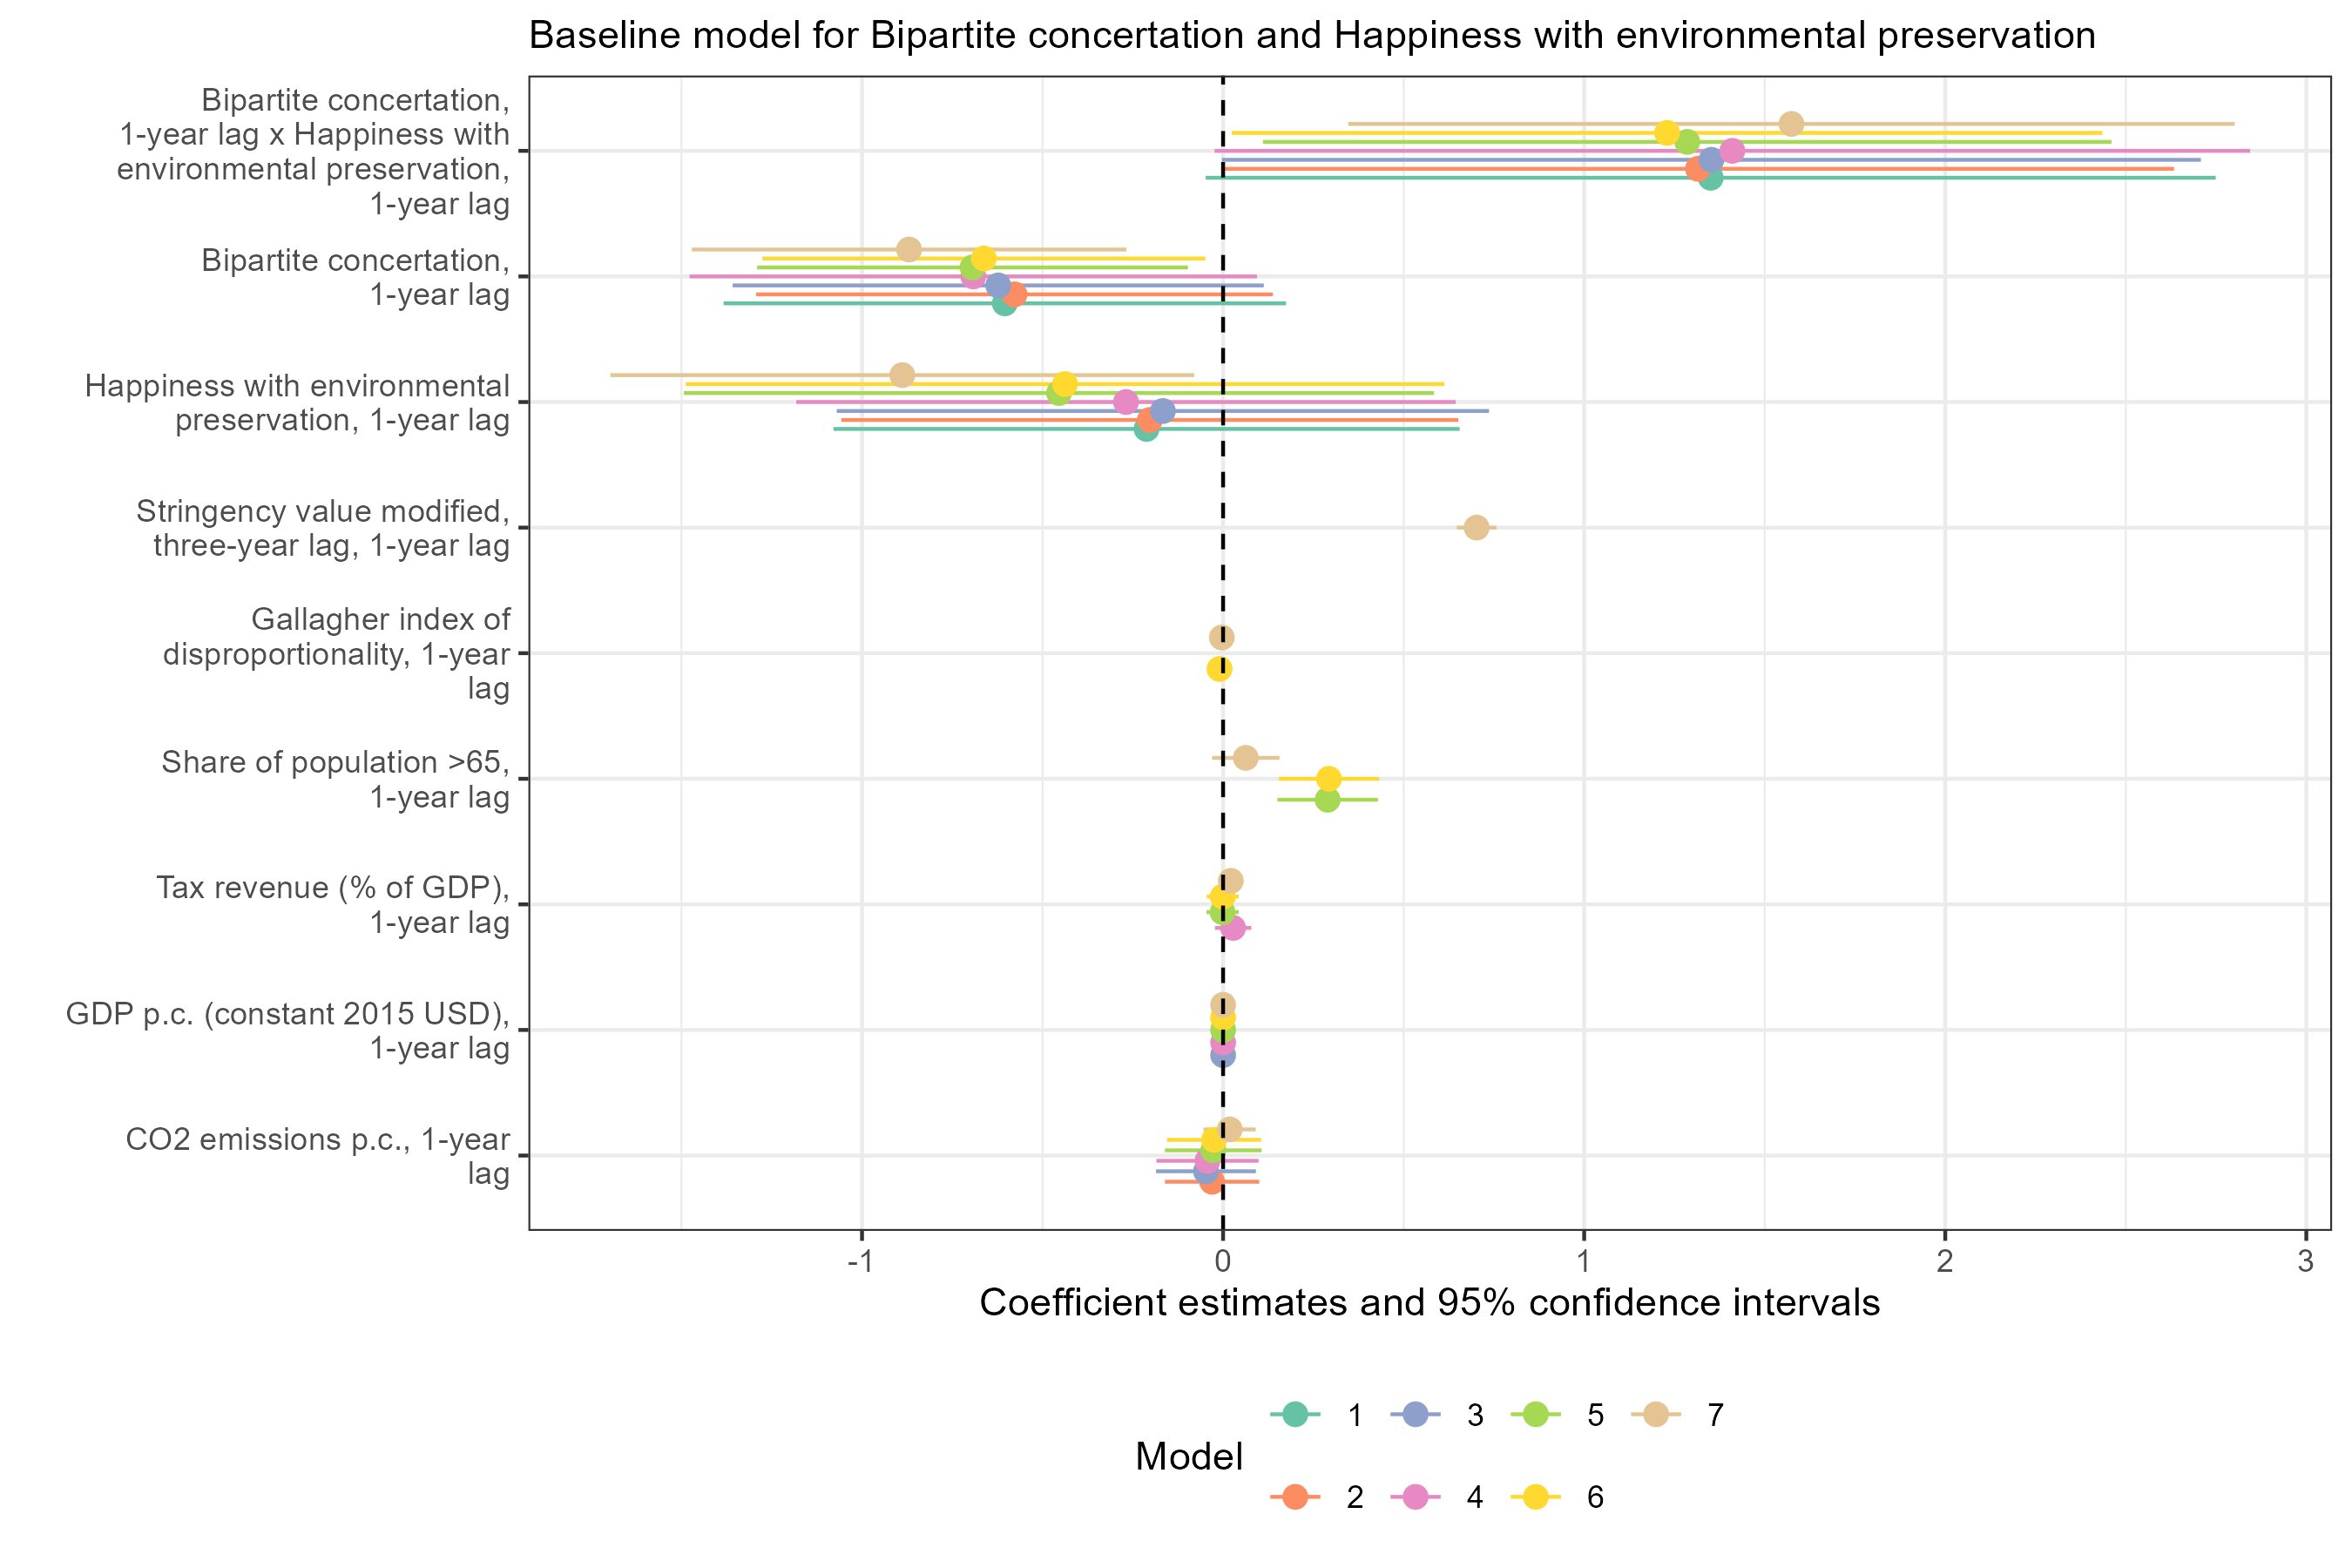 Baseline model for Bipartite concertation and Happiness with environmental preservation
Bipartite concertation,
1-year lag x Happiness with
environmental preservation,
1-year lag
Bipartite concertation,
1-year lag
Happiness with environmental
preservation, 1-year lag
Stringency value modified,
three-year lag, 1-year lag
Gallagher index of
disproportionality, 1-year
lag
Share of population >65,
1-year lag
Tax revenue (% of GDP),
1-year lag
GDP p.c. (constant 2015 USD),
1-year lag
CO2 emissions p.c., 1-year
lag
-1 0 1 2 3
Coefficient estimates and 95% confidence intervals
Model
1 3 5 7
2 4 6